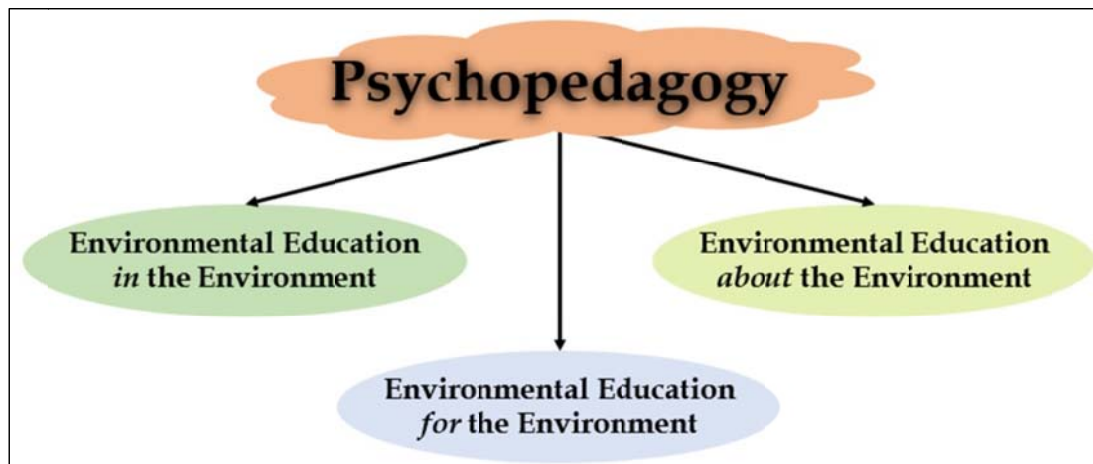 Psychopedagogy
Environmental Education
in the Environment
Environmental Education
about the Environment
Environmental Education
for the Environment